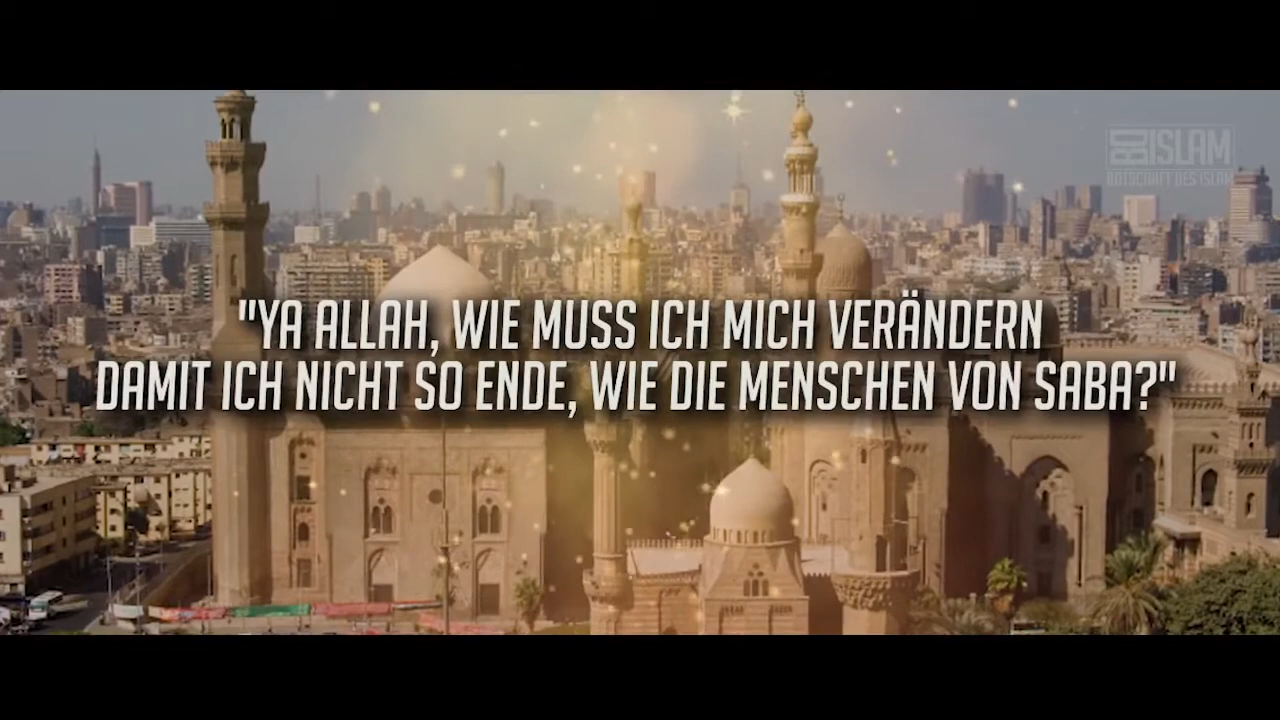 BDI ISLAM
BOTSCHAFT DES ISLAM
"YA ALLAH, WIE MUSS ICH MICH VERÄNDERN
DAMIT ICH NICHT SO ENDE, WIE DIE MENSCHEN VON SABA?"